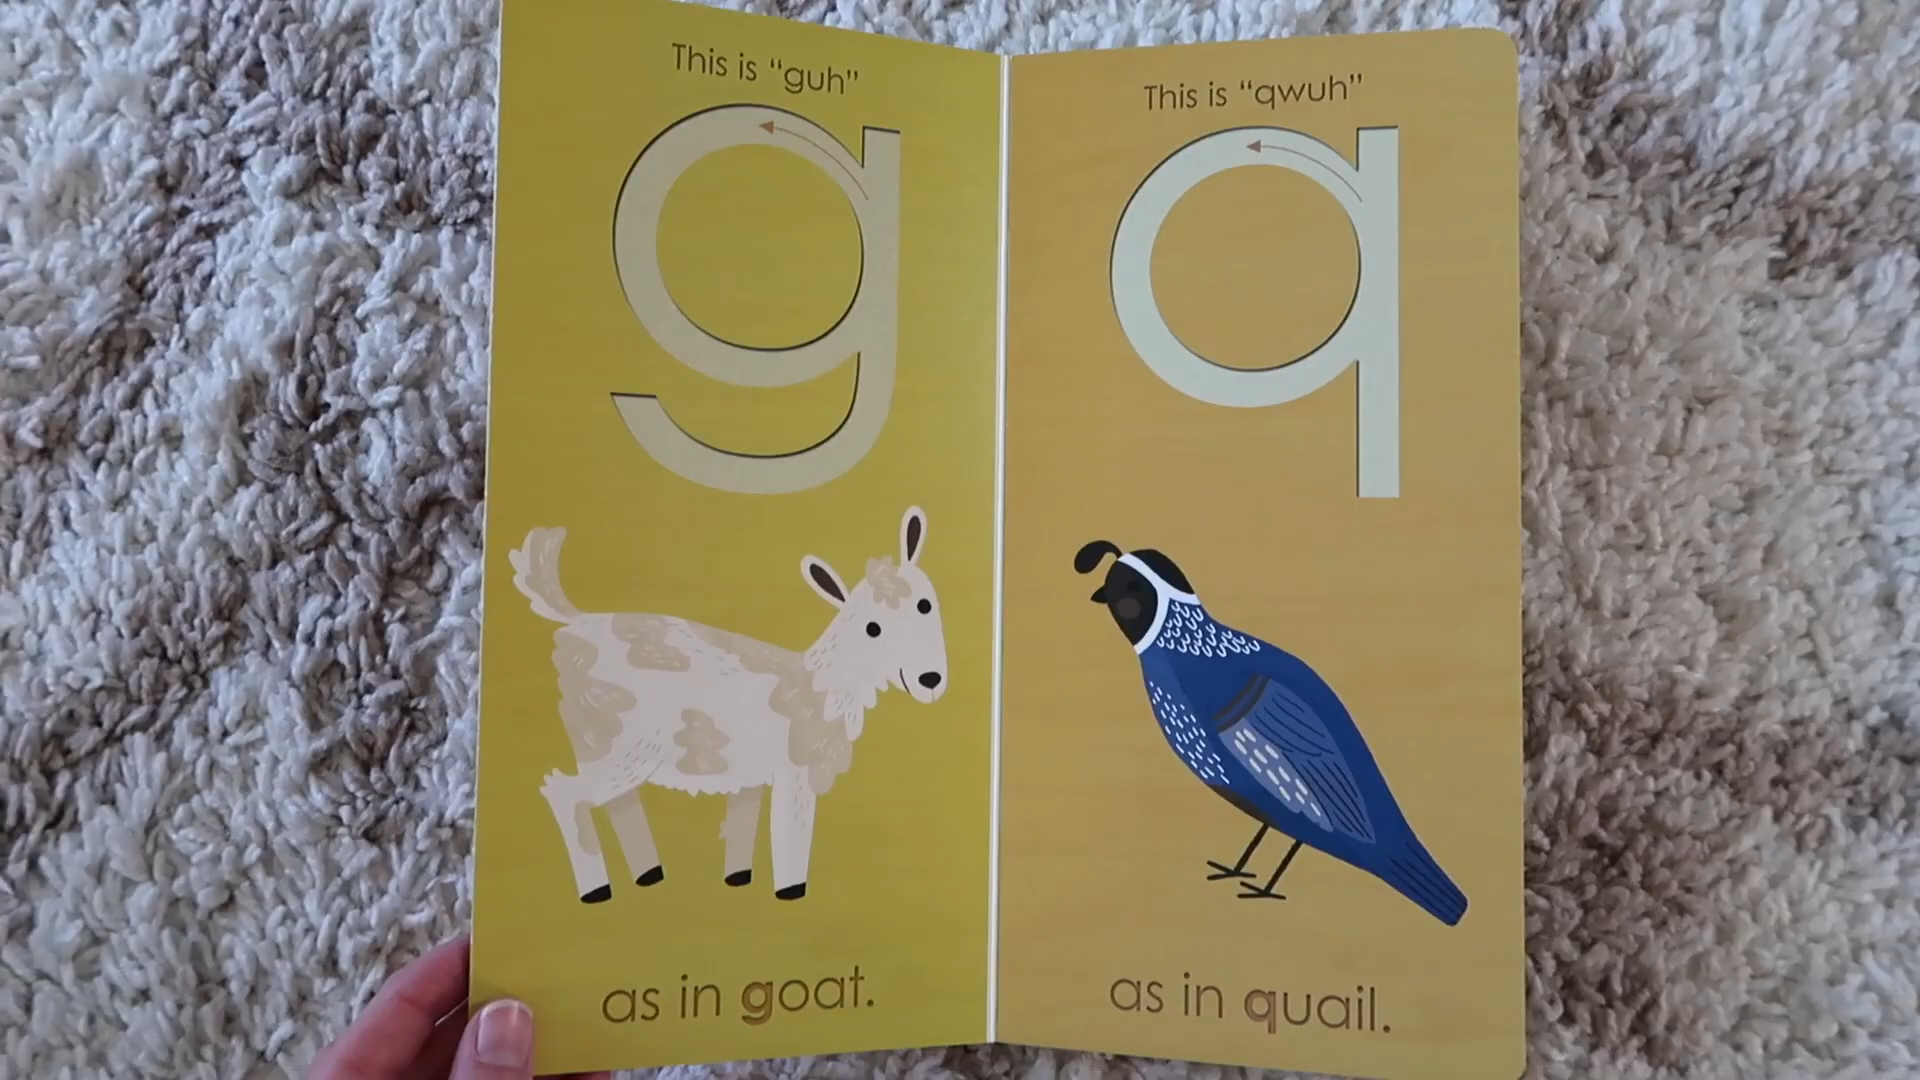 This is “guh”
g
as in goat.
This is “qwuh”
q
as in quail.